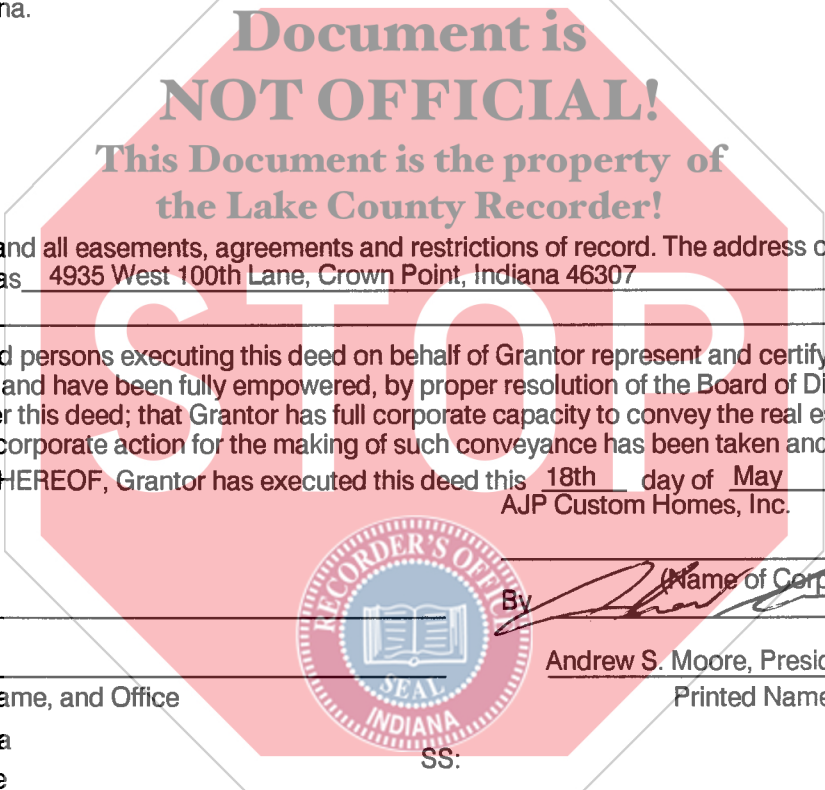 na.
Document is
NOT OFFICIAL!
This Document is the property of
the Lake County Recorder!
and all easements, agreements and restrictions of record. The address o
as 4935 West 100th Lane, Crown Point, Indiana 46307
d persons executing this deed on behalf of Grantor represent and certify
and have been fully empowered, by proper resolution of the Board of Di
r this deed; that Grantor has full corporate capacity to convey the real e
corporate action for the making of such conveyance has been taken and
HEREOF, Grantor has executed this deed this 18th day of May
AJP Custom Homes, Inc.
STOP
(Name of Corp
By
Andrew S. Moore, Presid
ame, and Office
Printed Name
a
SS:
e
RECORDER'S OFFICE
SEAL
INDIANA